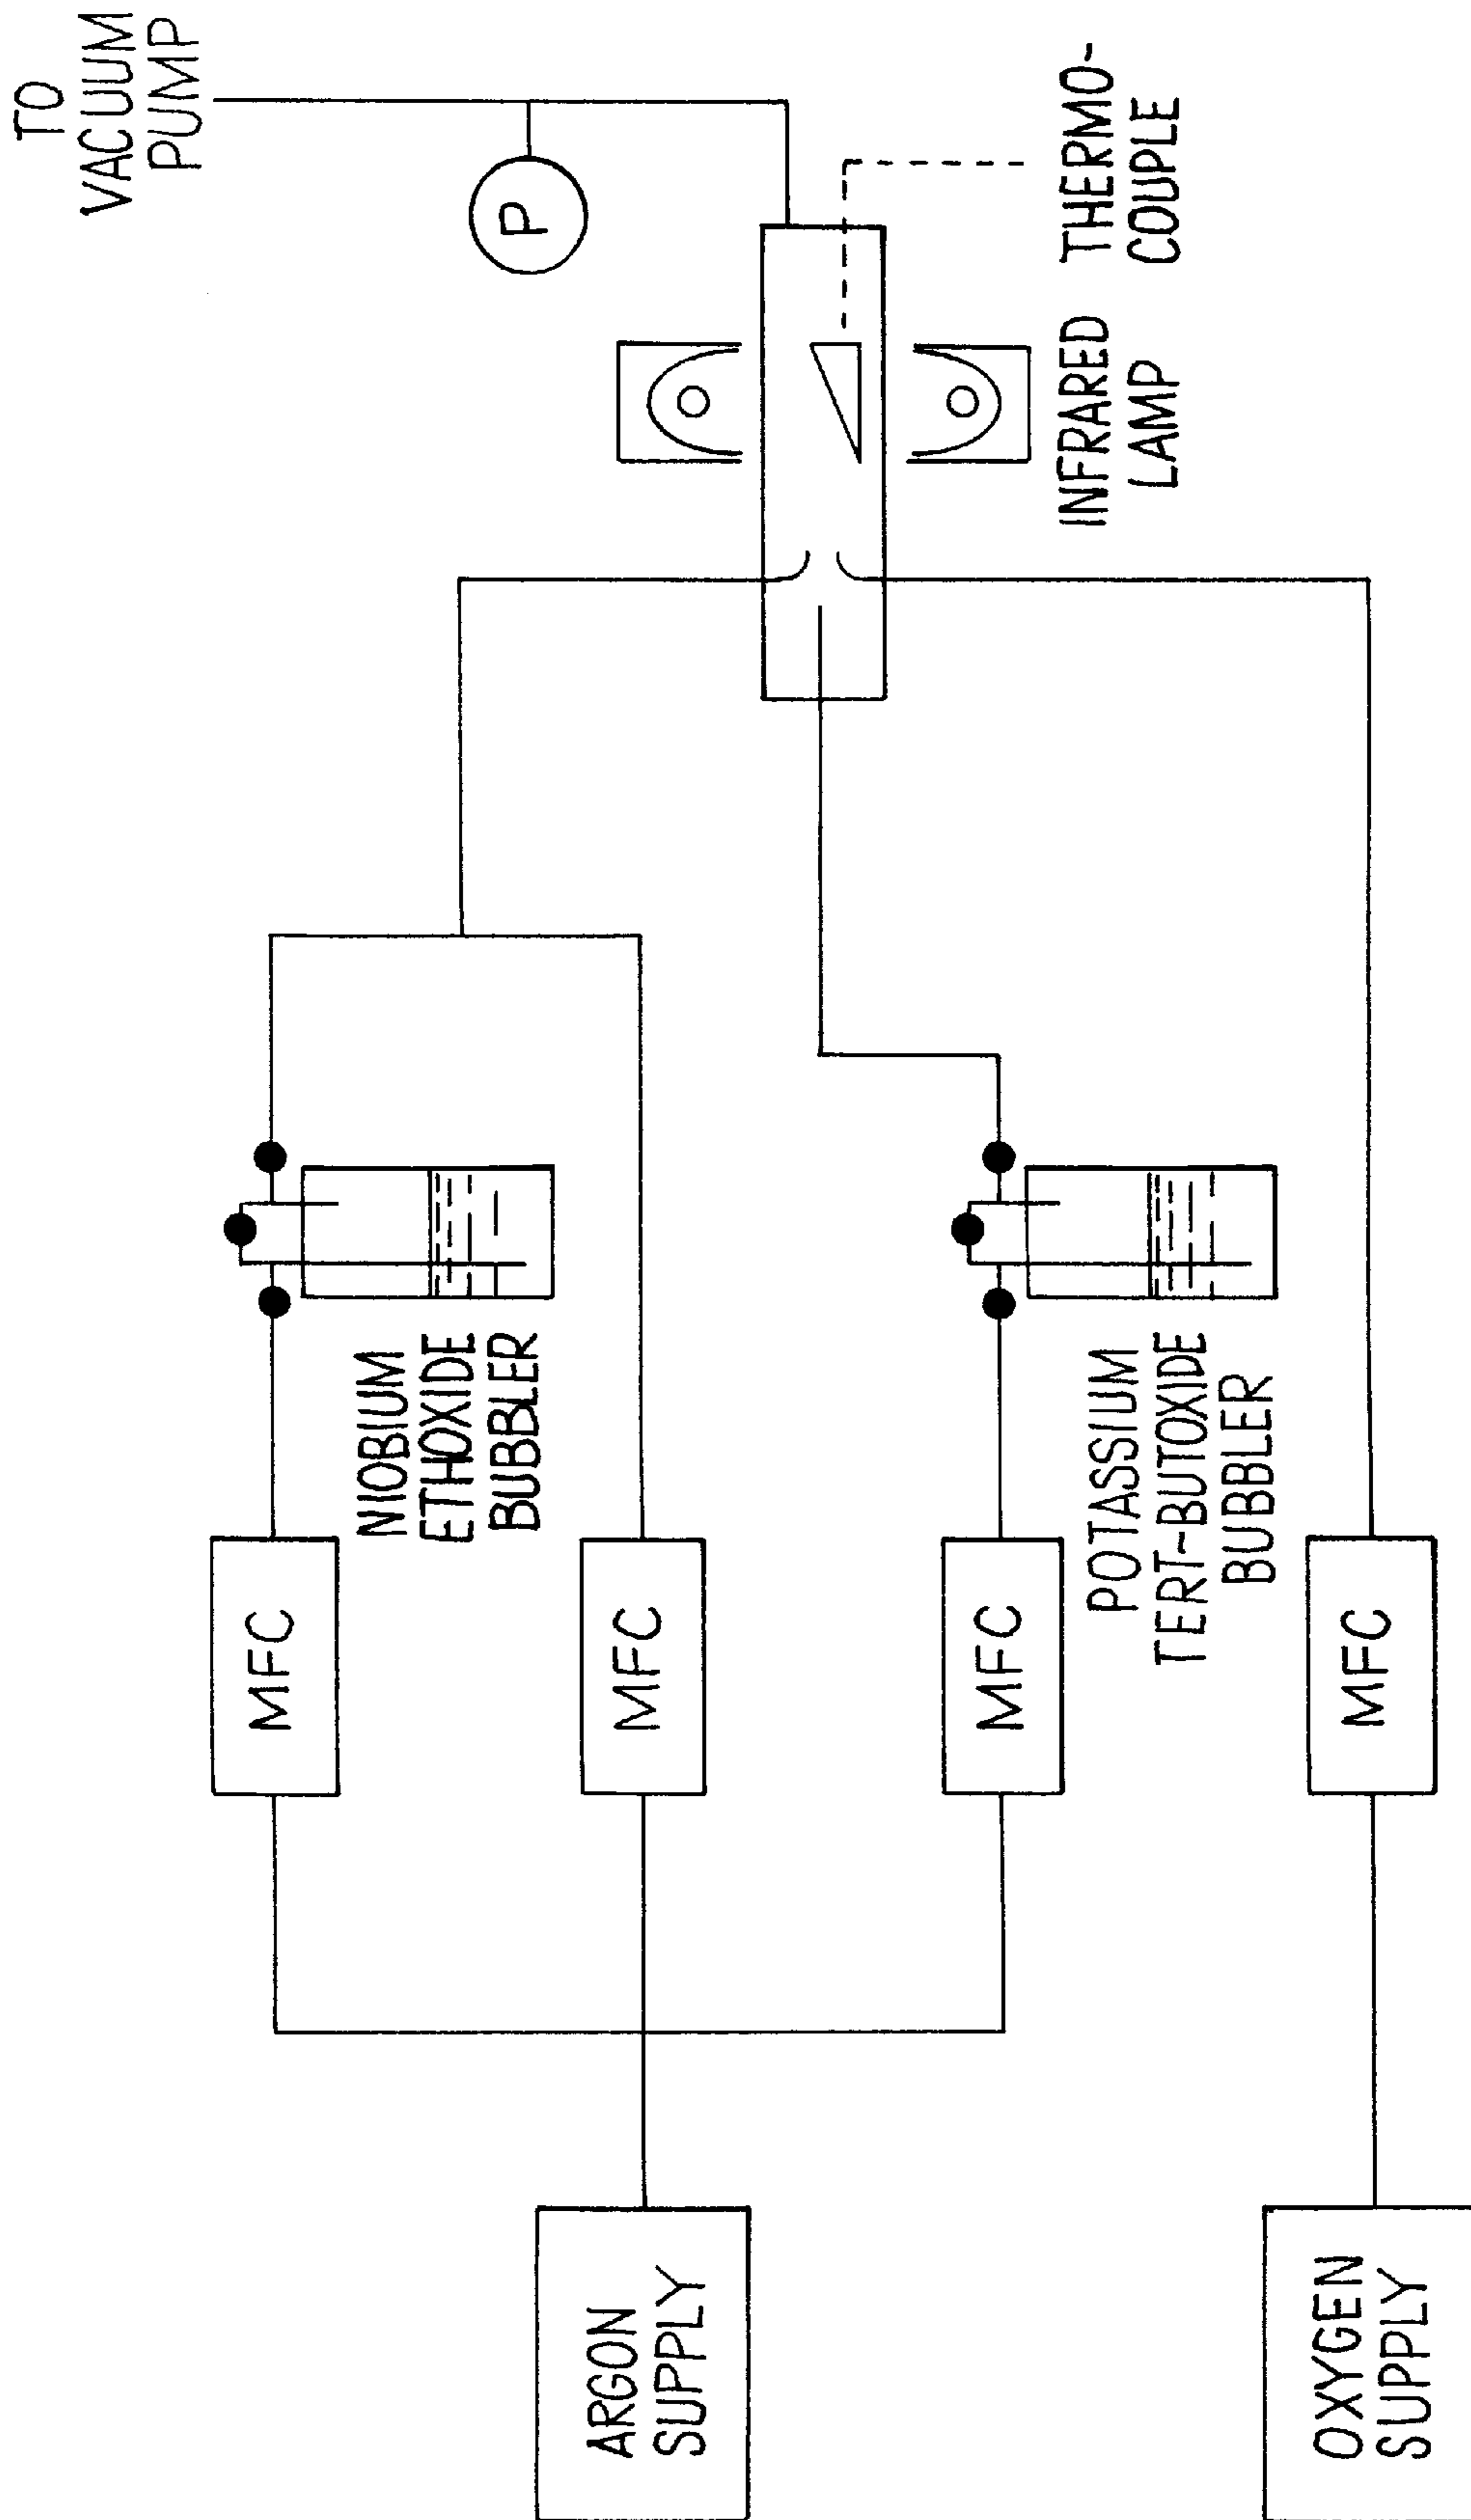 TO
VACUUM
PUMP
P
THERMO-
COUPLE
INFRARED
LAMP
NIOBIUM
ETHOXIDE
BUBBLER
POTASSIUM
TERT-BUTOXIDE
BUBBLER
MFC
MFC
MFC
MFC
ARGON
SUPPLY
OXYGEN
SUPPLY